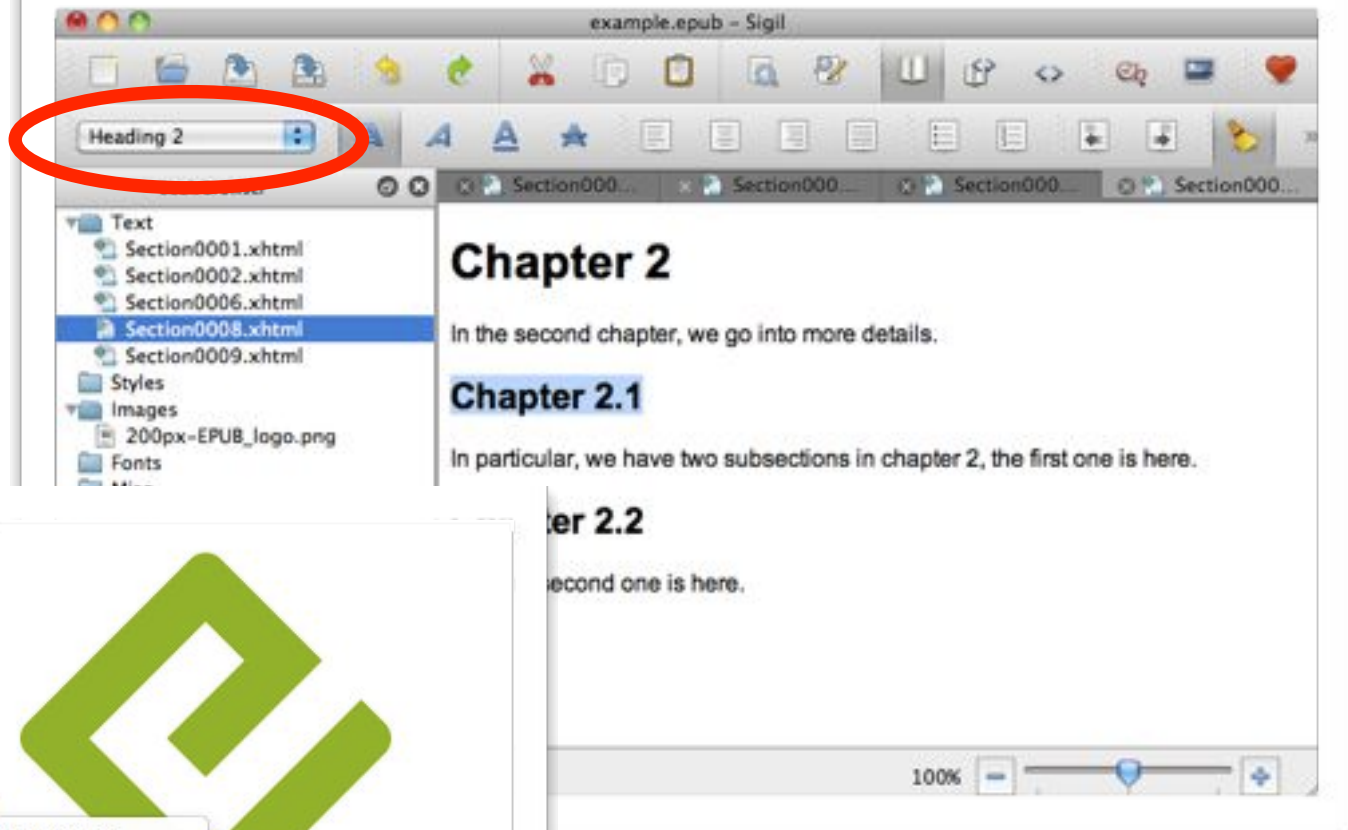 example.epub - Sigil
Heading 2
Section000...
Section000...
Section000...
Section000...
Text
Section0001.xhtml
Section0002.xhtml
Section0006.xhtml
Section0008.xhtml
Section0009.xhtml
Styles
Images
200px-EPUB_logo.png
Fonts
Chapter 2
In the second chapter, we go into more details.
Chapter 2.1
In particular, we have two subsections in chapter 2, the first one is here.
ter 2.2
second one is here.
100%